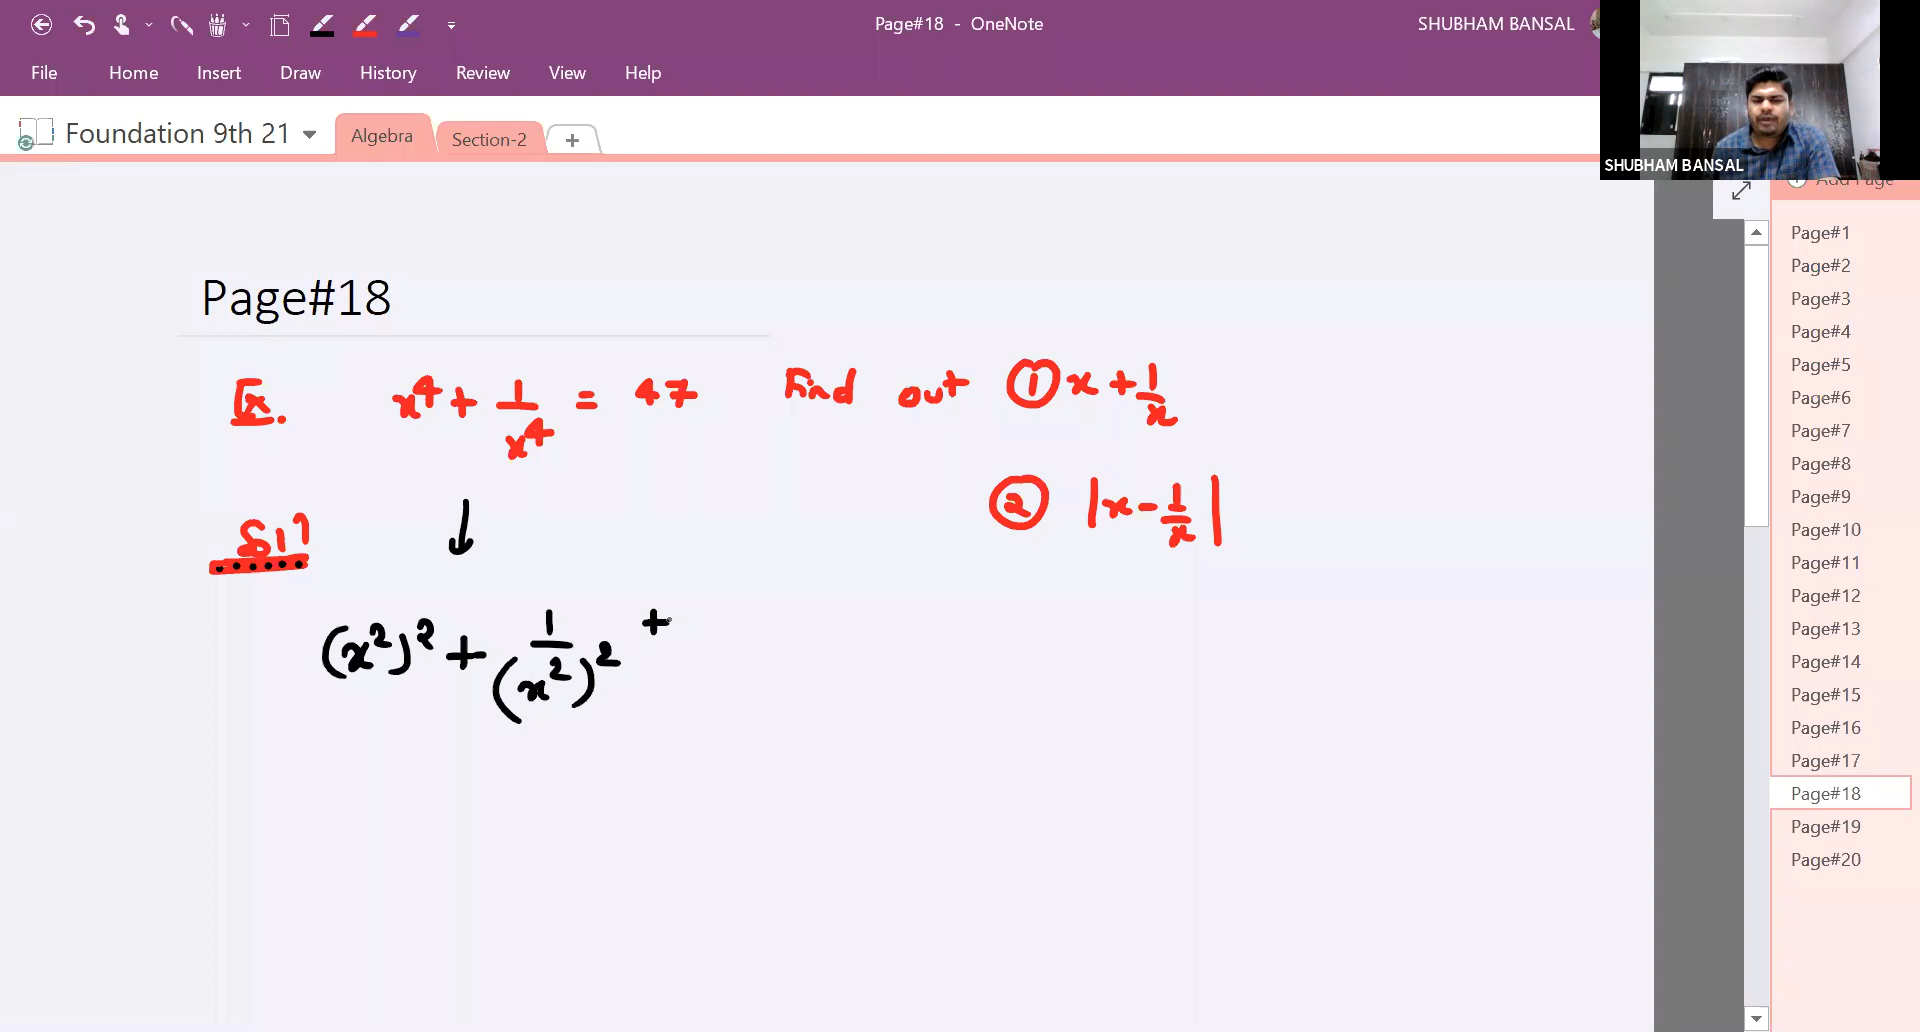 Page#18 - OneNote
SHUBHAM BANSAL
File Home Insert Draw History Review View Help
SHUBHAM BANSAL
Foundation 9th 21
Algebra
Section-2
+
Add Page
Page#1
Page#2
Page#3
Page#4
Page#5
Page#6
Page#7
Page#8
Page#9
Page#10
Page#11
Page#12
Page#13
Page#14
Page#15
Page#16
Page#17
Page#18
Page#19
Page#20
Page#18
Ex. x⁴ + 1/x⁴ = 47 Find out ① x + 1/x
② |x - 1/x|
Sol?
↓
(x²)² + 1/(x²)² +